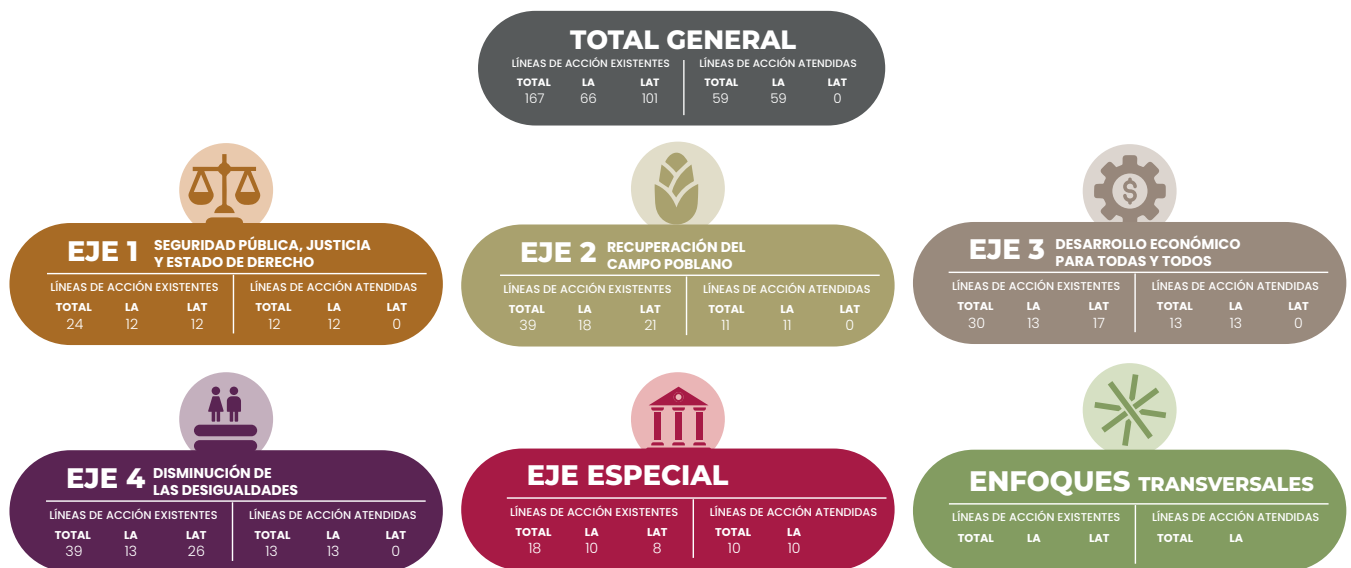 TOTAL GENERAL
LÍNEAS DE ACCIÓN EXISTENTES LÍNEAS DE ACCIÓN ATENDIDAS
TOTAL LA LAT TOTAL LA LAT
167 66 101 59 59 0
EJE 1 SEGURIDAD PÚBLICA, JUSTICIA
Y ESTADO DE DERECHO
LÍNEAS DE ACCIÓN EXISTENTES LÍNEAS DE ACCIÓN ATENDIDAS
TOTAL LA LAT TOTAL LA LAT
24 12 12 12 12 0
EJE 2 RECUPERACIÓN DEL
CAMPO POBLANO
LÍNEAS DE ACCIÓN EXISTENTES LÍNEAS DE ACCIÓN ATENDIDAS
TOTAL LA LAT TOTAL LA LAT
39 18 21 11 11 0
EJE 3 DESARROLLO ECONÓMICO
PARA TODAS Y TODOS
LÍNEAS DE ACCIÓN EXISTENTES LÍNEAS DE ACCIÓN ATENDIDAS
TOTAL LA LAT TOTAL LA LAT
30 13 17 13 13 0
EJE 4 DISMINUCIÓN DE
LAS DESIGUALDADES
LÍNEAS DE ACCIÓN EXISTENTES LÍNEAS DE ACCIÓN ATENDIDAS
TOTAL LA LAT TOTAL LA LAT
39 13 26 13 13 0
EJE ESPECIAL
LÍNEAS DE ACCIÓN EXISTENTES LÍNEAS DE ACCIÓN ATENDIDAS
TOTAL LA LAT TOTAL LA
18 10 8 10 10
ENFOQUES TRANSVERSALES
LÍNEAS DE ACCIÓN EXISTENTES LÍNEAS DE ACCIÓN ATENDIDAS
TOTAL LA LAT TOTAL LA